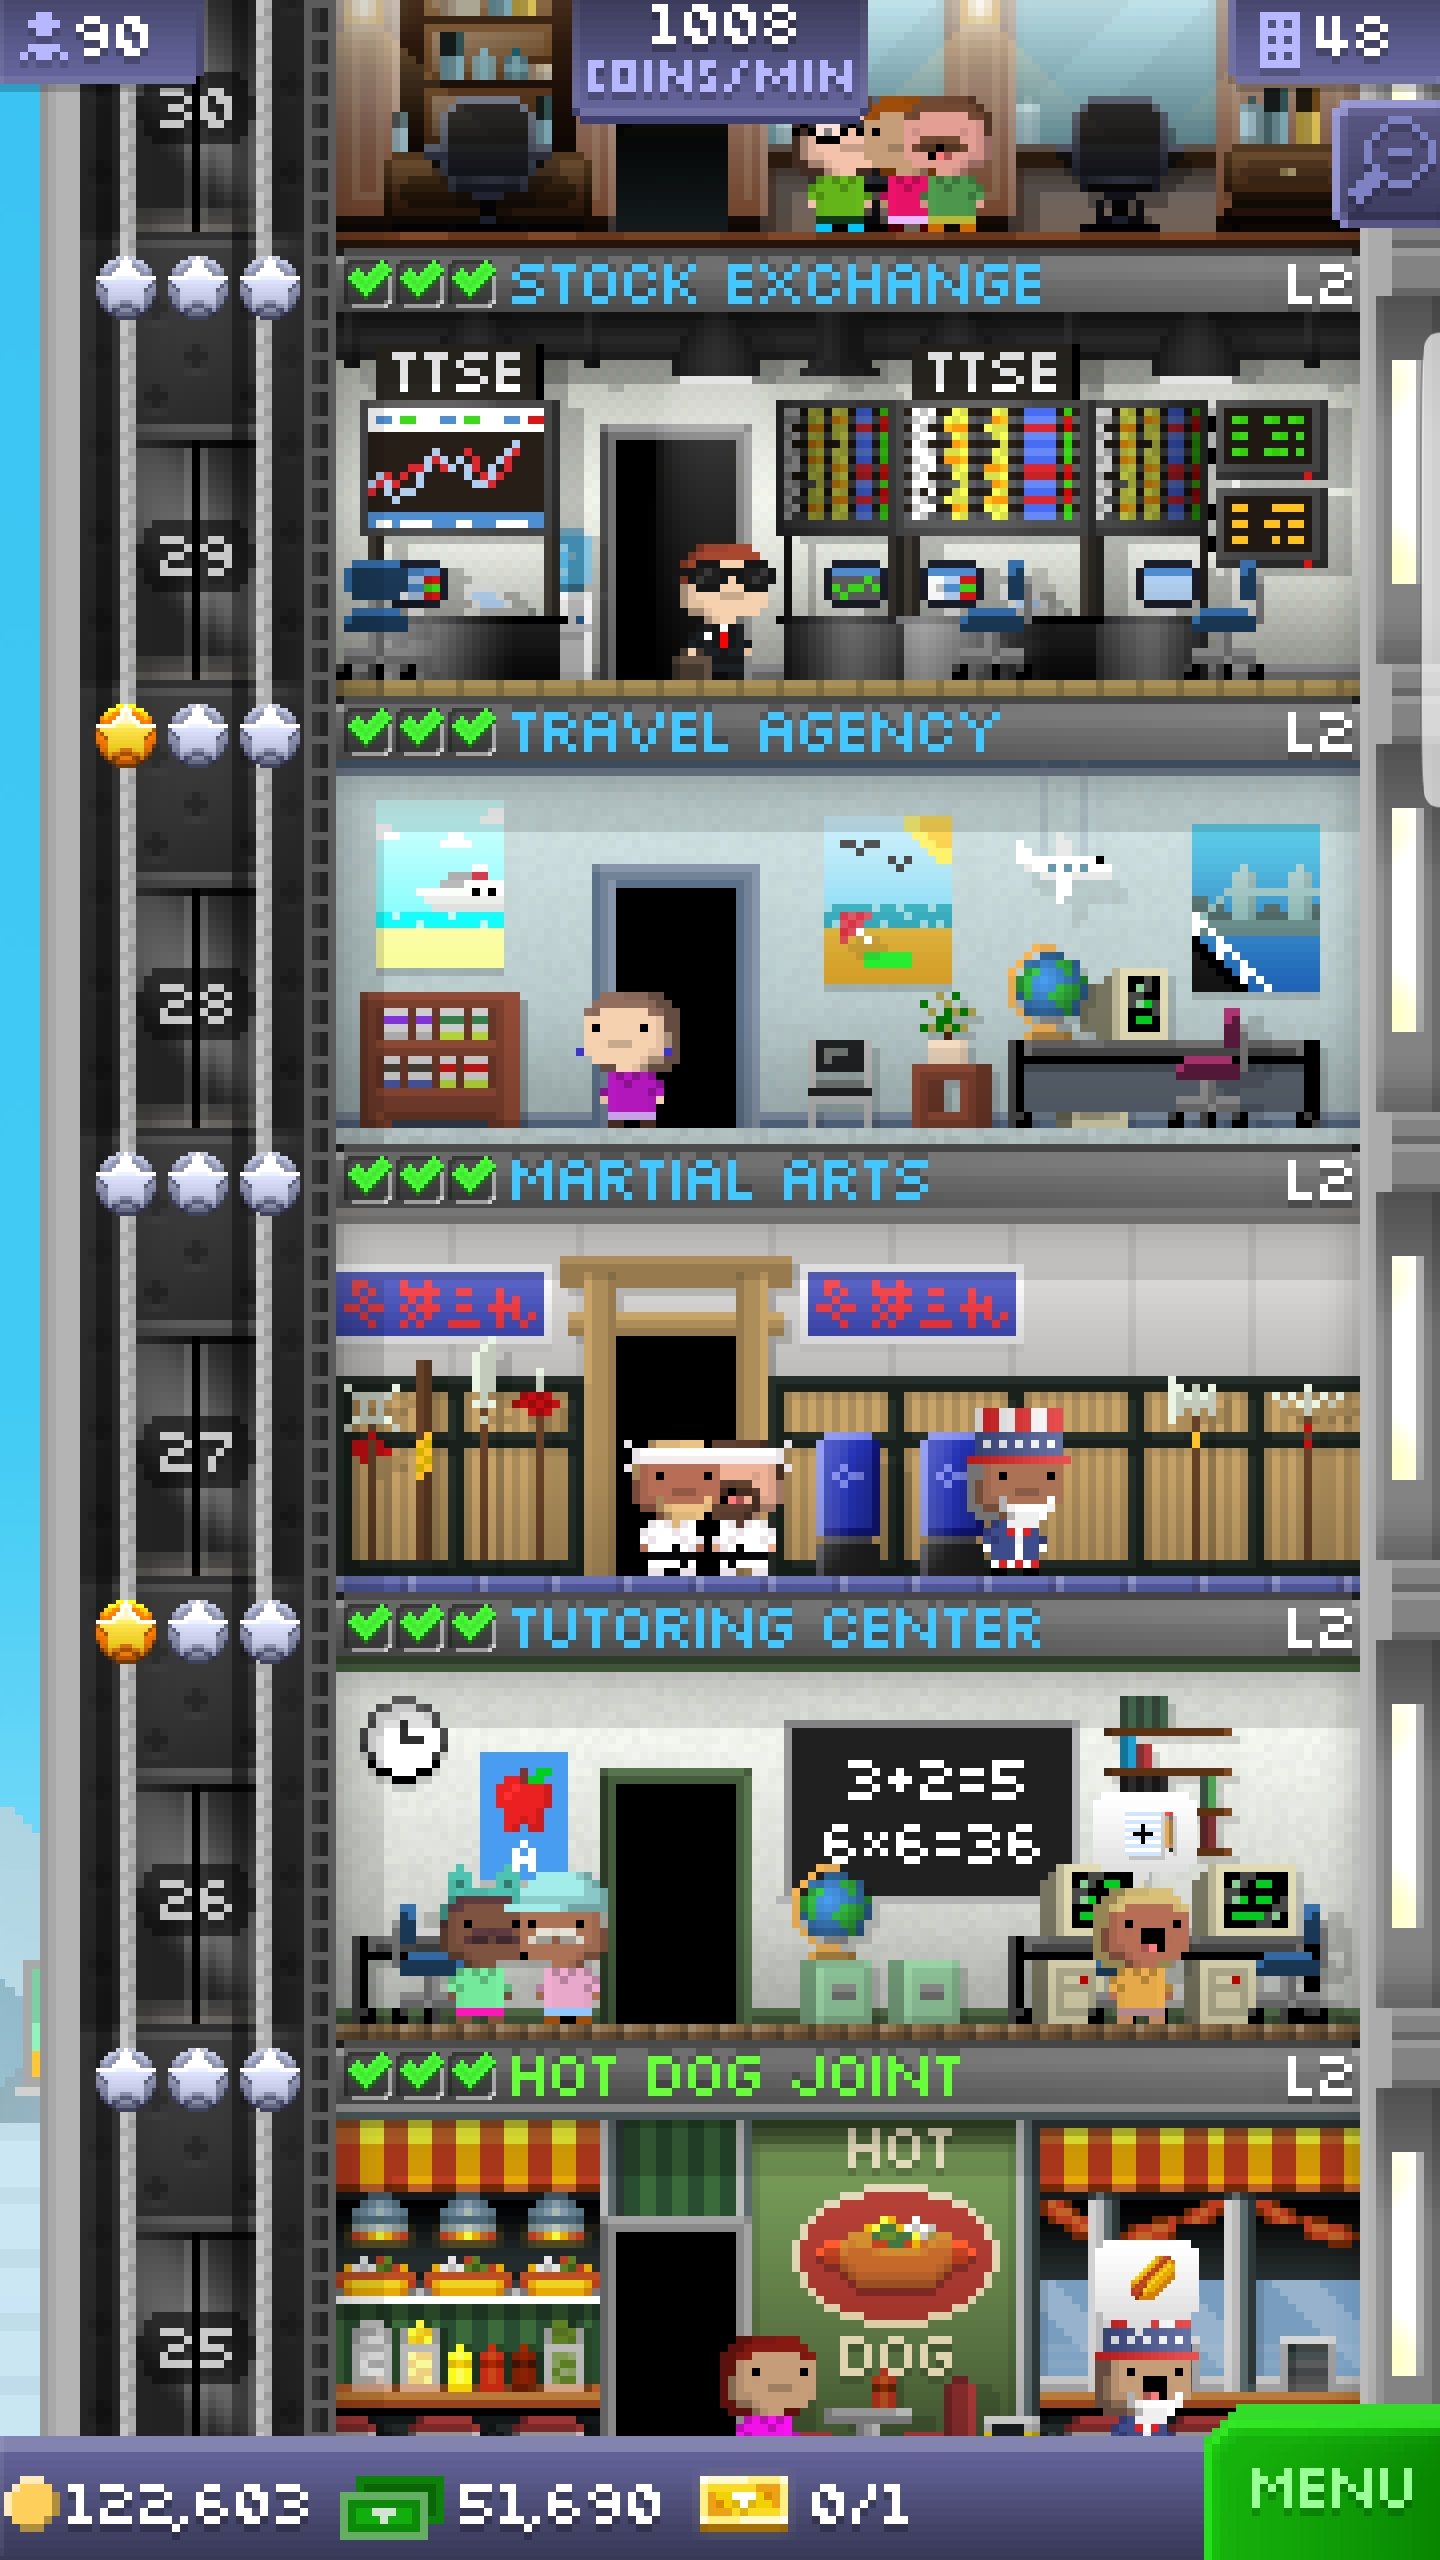 90
1008
COINS/MIN
48
30
STOCK EXCHANGE L2
TTSE TTSE
29
TRAVEL AGENCY L2
28
MARTIAL ARTS L2
27
TUTORING CENTER L2
3+2=5
6×6=36
A
26
HOT DOG JOINT L2
HOT
DOG
25
122,603 51,690 0/1
MENU